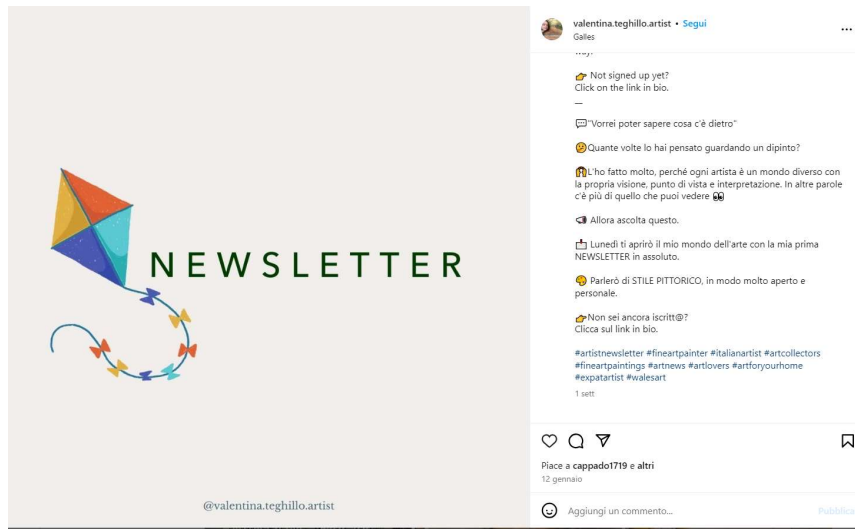 NEWSLETTER
@valentina.teghillo.artist
valentina.teghillo.artist • Segui
Galles
👉 Not signed up yet?
Click on the link in bio.
—
💬"Vorrei poter sapere cosa c'è dietro"
🤔Quante volte lo hai pensato guardando un dipinto?
🙋L'ho fatto molto, perché ogni artista è un mondo diverso con
la propria visione, punto di vista e interpretazione. In altre parole
c'è più di quello che puoi vedere 👀
📢 Allora ascolta questo.
📩 Lunedì ti aprirò il mio mondo dell'arte con la mia prima
NEWSLETTER in assoluto.
🎨 Parlerò di STILE PITTORICO, in modo molto aperto e
personale.
👉Non sei ancora iscritt@?
Clicca sul link in bio.
#artistnewsletter #fineartpainter #italianartist #artcollectors
#fineartpaintings #artnews #artlovers #artforyourhome
#expatartist #walesart
1 sett
Piace a cappado1719 e altri
12 gennaio
Aggiungi un commento... Pubblica